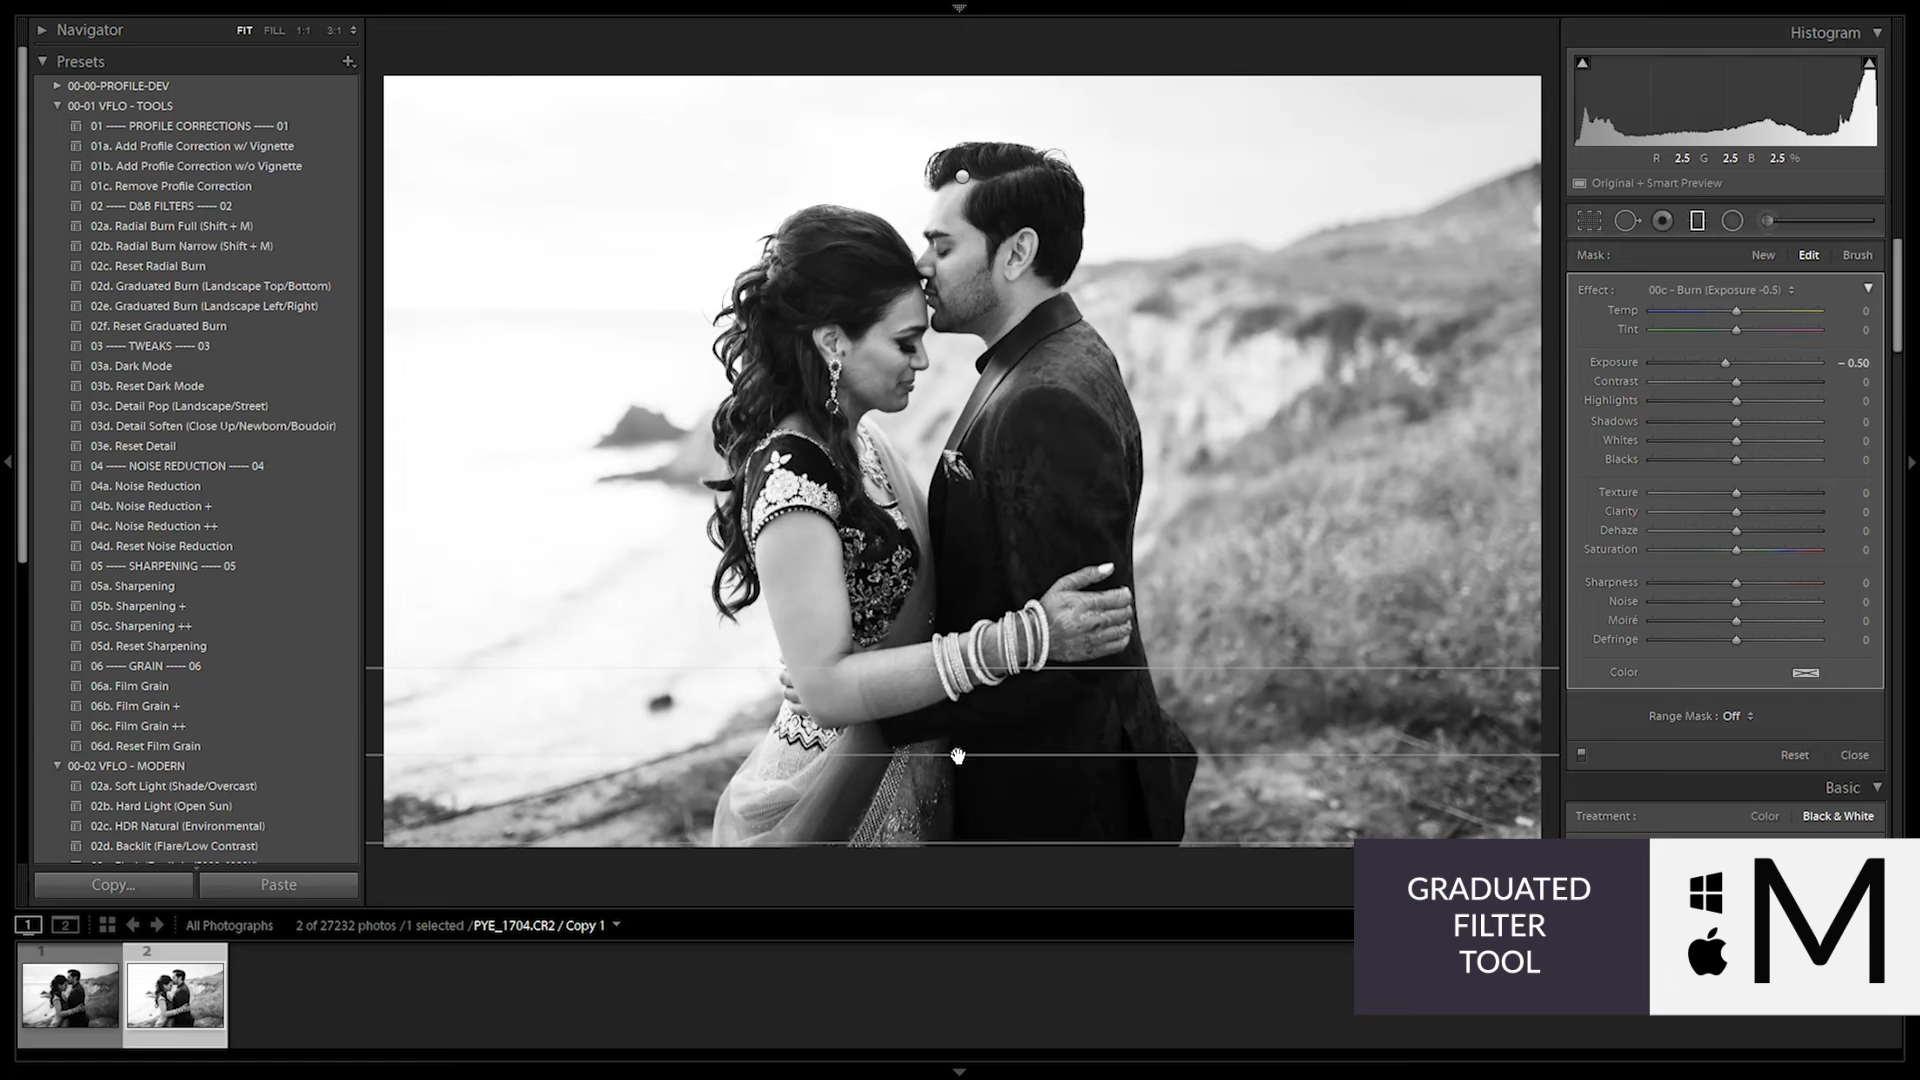 Navigator
FIT FILL 1:1 3:1
Presets
00-00-PROFILE-DEV
00-01 VFLO - TOOLS
01 ----- PROFILE CORRECTIONS ----- 01
01a. Add Profile Correction w/ Vignette
01b. Add Profile Correction w/o Vignette
01c. Remove Profile Correction
02 ----- D&B FILTERS ----- 02
02a. Radial Burn Full (Shift + M)
02b. Radial Burn Narrow (Shift + M)
02c. Reset Radial Burn
02d. Graduated Burn (Landscape Top/Bottom)
02e. Graduated Burn (Landscape Left/Right)
02f. Reset Graduated Burn
03 ----- TWEAKS ----- 03
03a. Dark Mode
03b. Reset Dark Mode
03c. Detail Pop (Landscape/Street)
03d. Detail Soften (Close Up/Newborn/Boudoir)
03e. Reset Detail
04 ----- NOISE REDUCTION ----- 04
04a. Noise Reduction
04b. Noise Reduction +
04c. Noise Reduction ++
04d. Reset Noise Reduction
05 ----- SHARPENING ----- 05
05a. Sharpening
05b. Sharpening +
05c. Sharpening ++
05d. Reset Sharpening
06 ----- GRAIN ----- 06
06a. Film Grain
06b. Film Grain +
06c. Film Grain ++
06d. Reset Film Grain
00-02 VFLO - MODERN
02a. Soft Light (Shade/Overcast)
02b. Hard Light (Open Sun)
02c. HDR Natural (Environmental)
02d. Backlit (Flare/Low Contrast)
Copy... Paste
Histogram
R 2.5 G 2.5 B 2.5 %
Original + Smart Preview
Mask : New Edit Brush
Effect : 00c - Burn (Exposure -0.5)
Temp 0
Tint 0
Exposure – 0.50
Contrast 0
Highlights 0
Shadows 0
Whites 0
Blacks 0
Texture 0
Clarity 0
Dehaze 0
Saturation 0
Sharpness 0
Noise 0
Moiré 0
Defringe 0
Color
Range Mask : Off
Reset Close
Basic
Treatment : Color Black & White
GRADUATED
FILTER
TOOL
M
1 2 All Photographs 2 of 27232 photos /1 selected /PYE_1704.CR2 / Copy 1
1 2